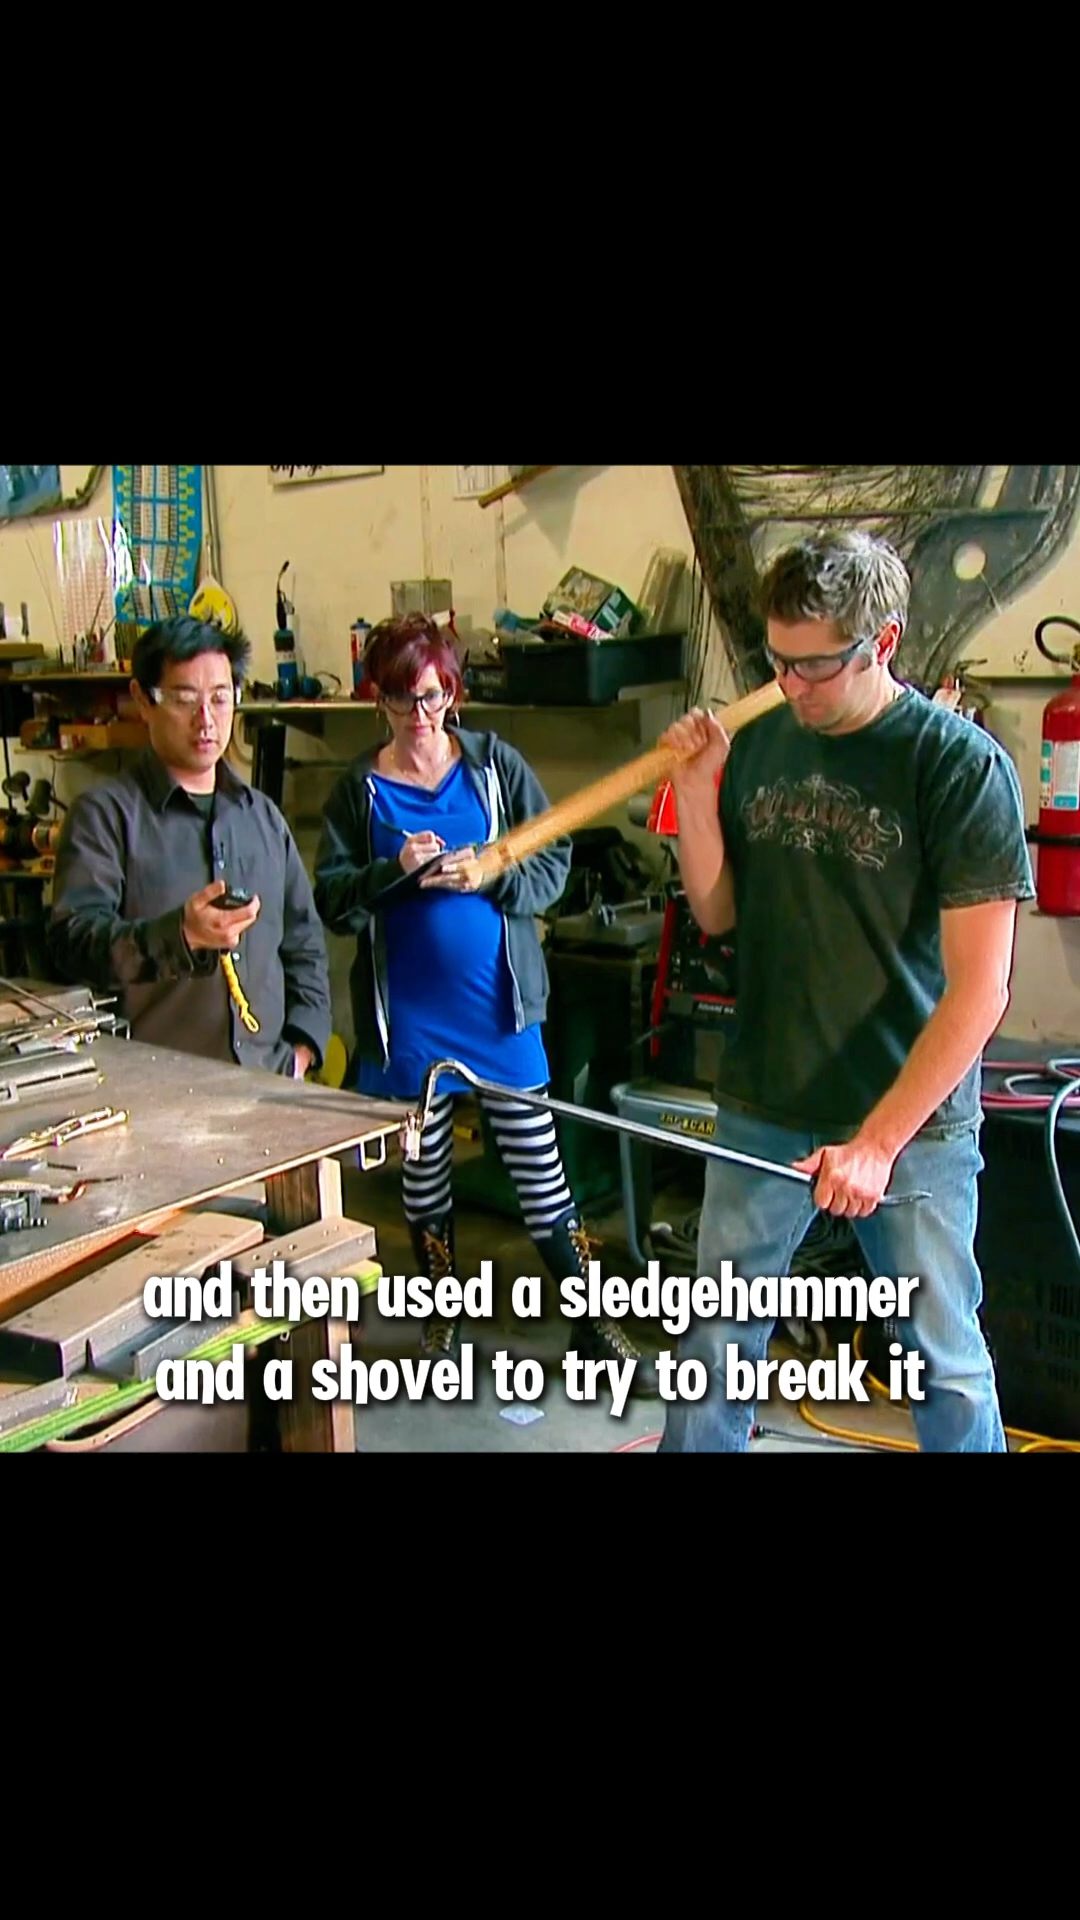 and then used a sledgehammer
and a shovel to try to break it